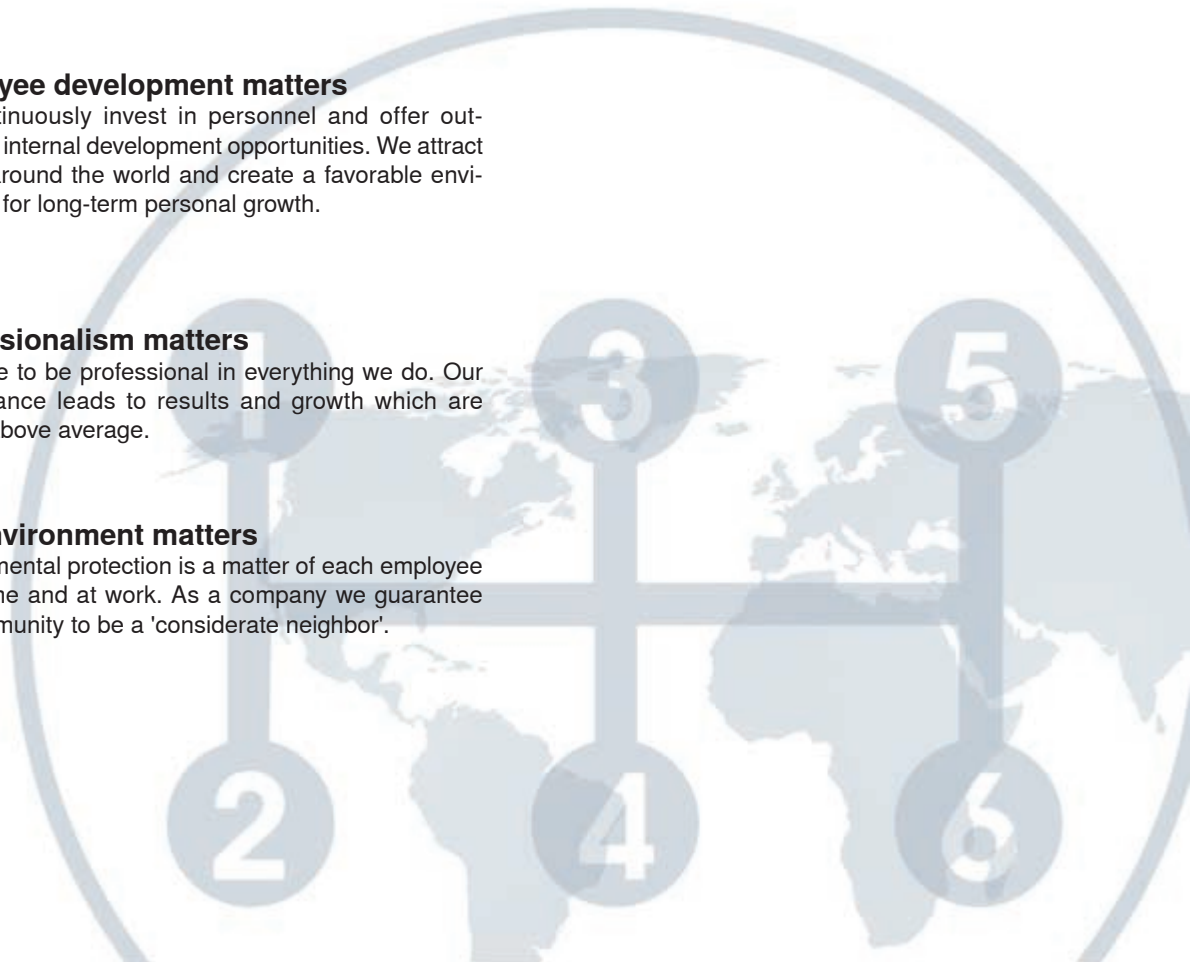 yee development matters
tinuously invest in personnel and offer out-
internal development opportunities. We attract
round the world and create a favorable envi-
for long-term personal growth.
sionalism matters
e to be professional in everything we do. Our
ance leads to results and growth which are
bove average.
vironment matters
mental protection is a matter of each employee
me and at work. As a company we guarantee
munity to be a 'considerate neighbor'.
1 3 5
2 4 6